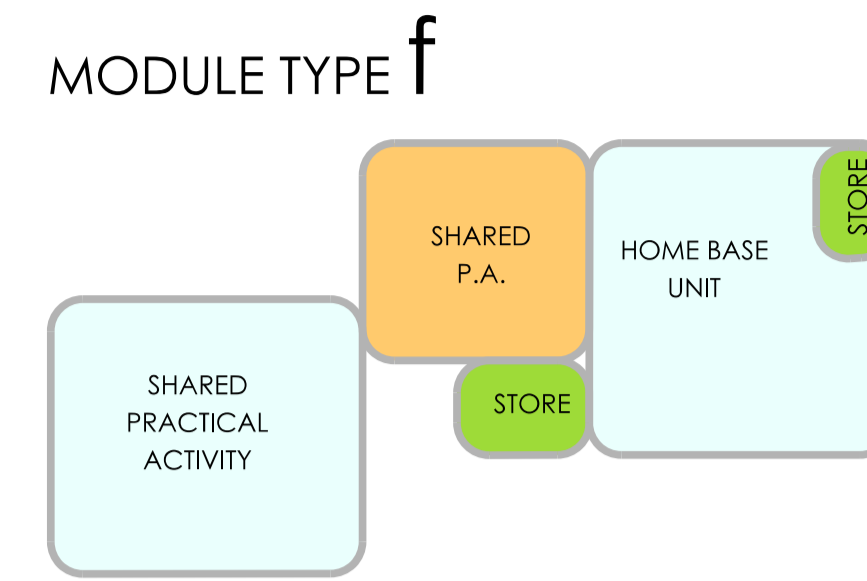 MODULE TYPE f
STORE
SHARED
P.A.
HOME BASE
UNIT
SHARED
PRACTICAL
ACTIVITY
STORE